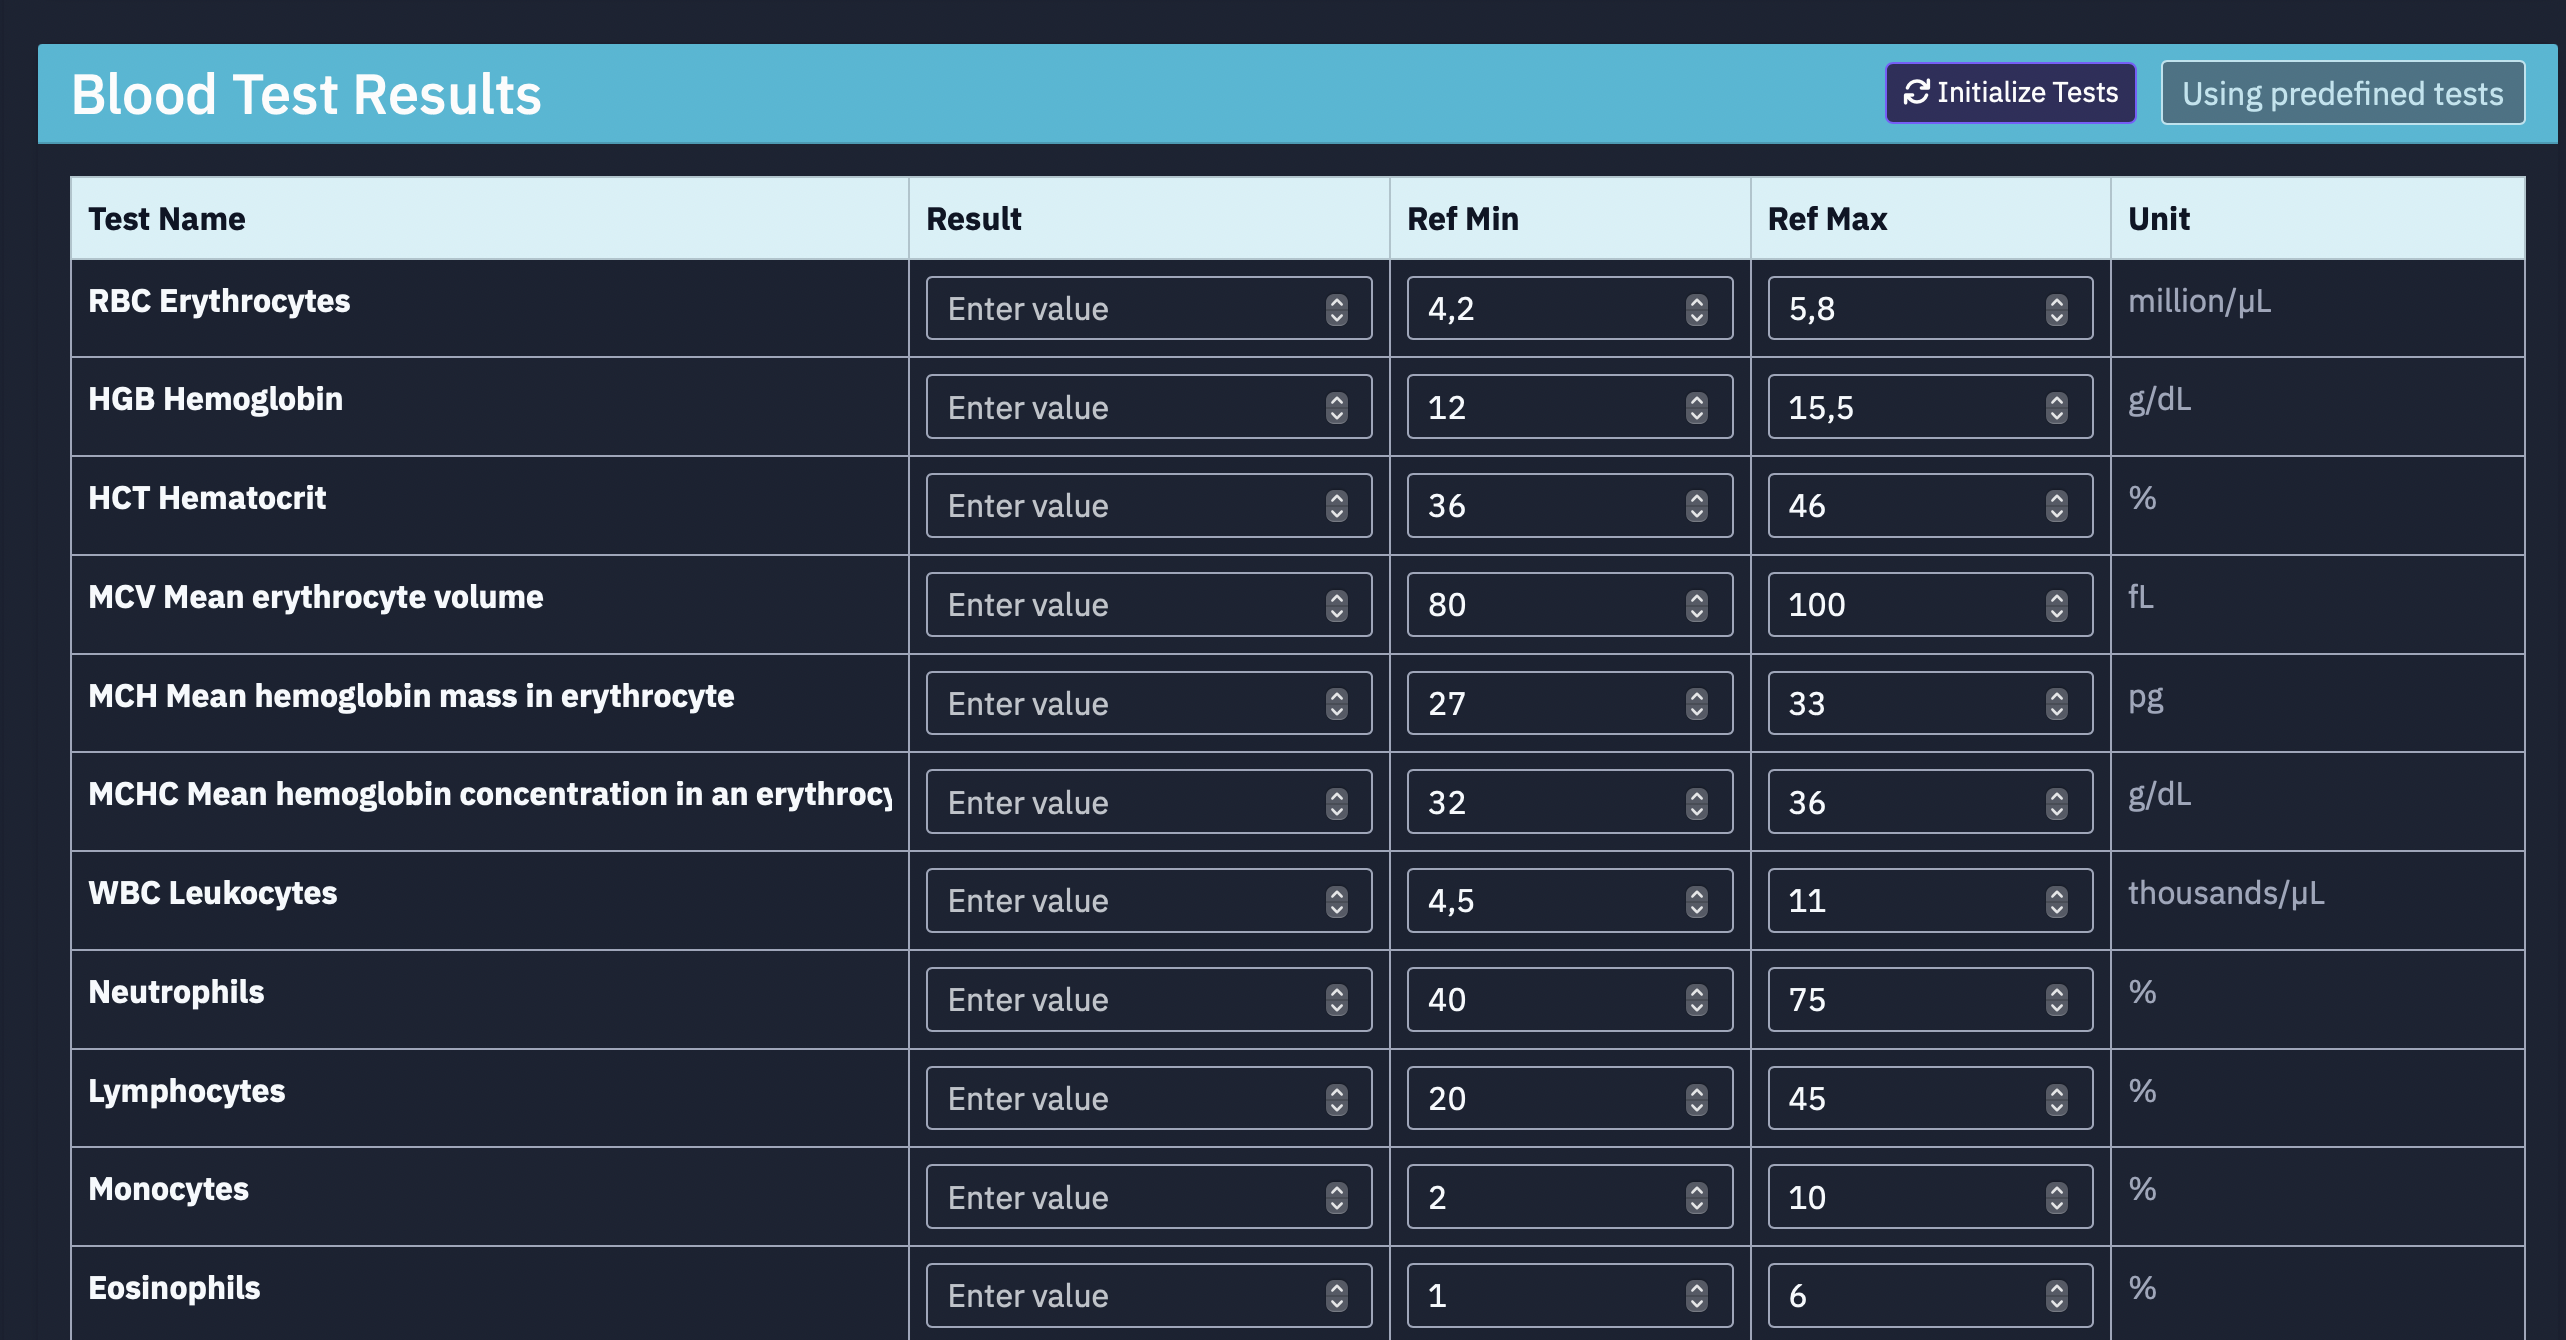 Blood Test Results
Initialize Tests
Using predefined tests
Test Name Result Ref Min Ref Max Unit
RBC Erythrocytes Enter value 4,2 5,8 million/µL
HGB Hemoglobin Enter value 12 15,5 g/dL
HCT Hematocrit Enter value 36 46 %
MCV Mean erythrocyte volume Enter value 80 100 fL
MCH Mean hemoglobin mass in erythrocyte Enter value 27 33 pg
MCHC Mean hemoglobin concentration in an erythrocy Enter value 32 36 g/dL
WBC Leukocytes Enter value 4,5 11 thousands/µL
Neutrophils Enter value 40 75 %
Lymphocytes Enter value 20 45 %
Monocytes Enter value 2 10 %
Eosinophils Enter value 1 6 %